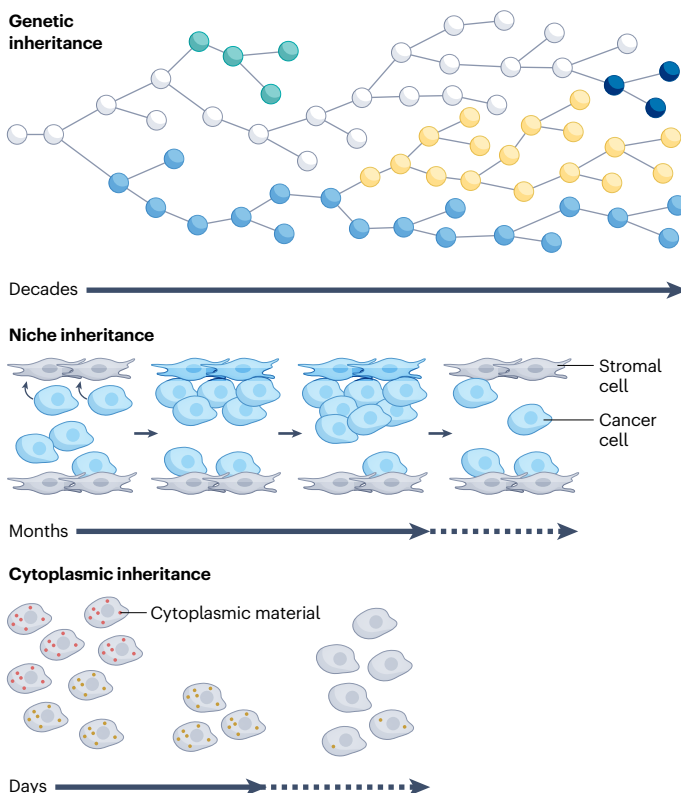 Genetic
inheritance
Decades
Niche inheritance
Stromal
cell
Cancer
cell
Months
Cytoplasmic inheritance
Cytoplasmic material
Days